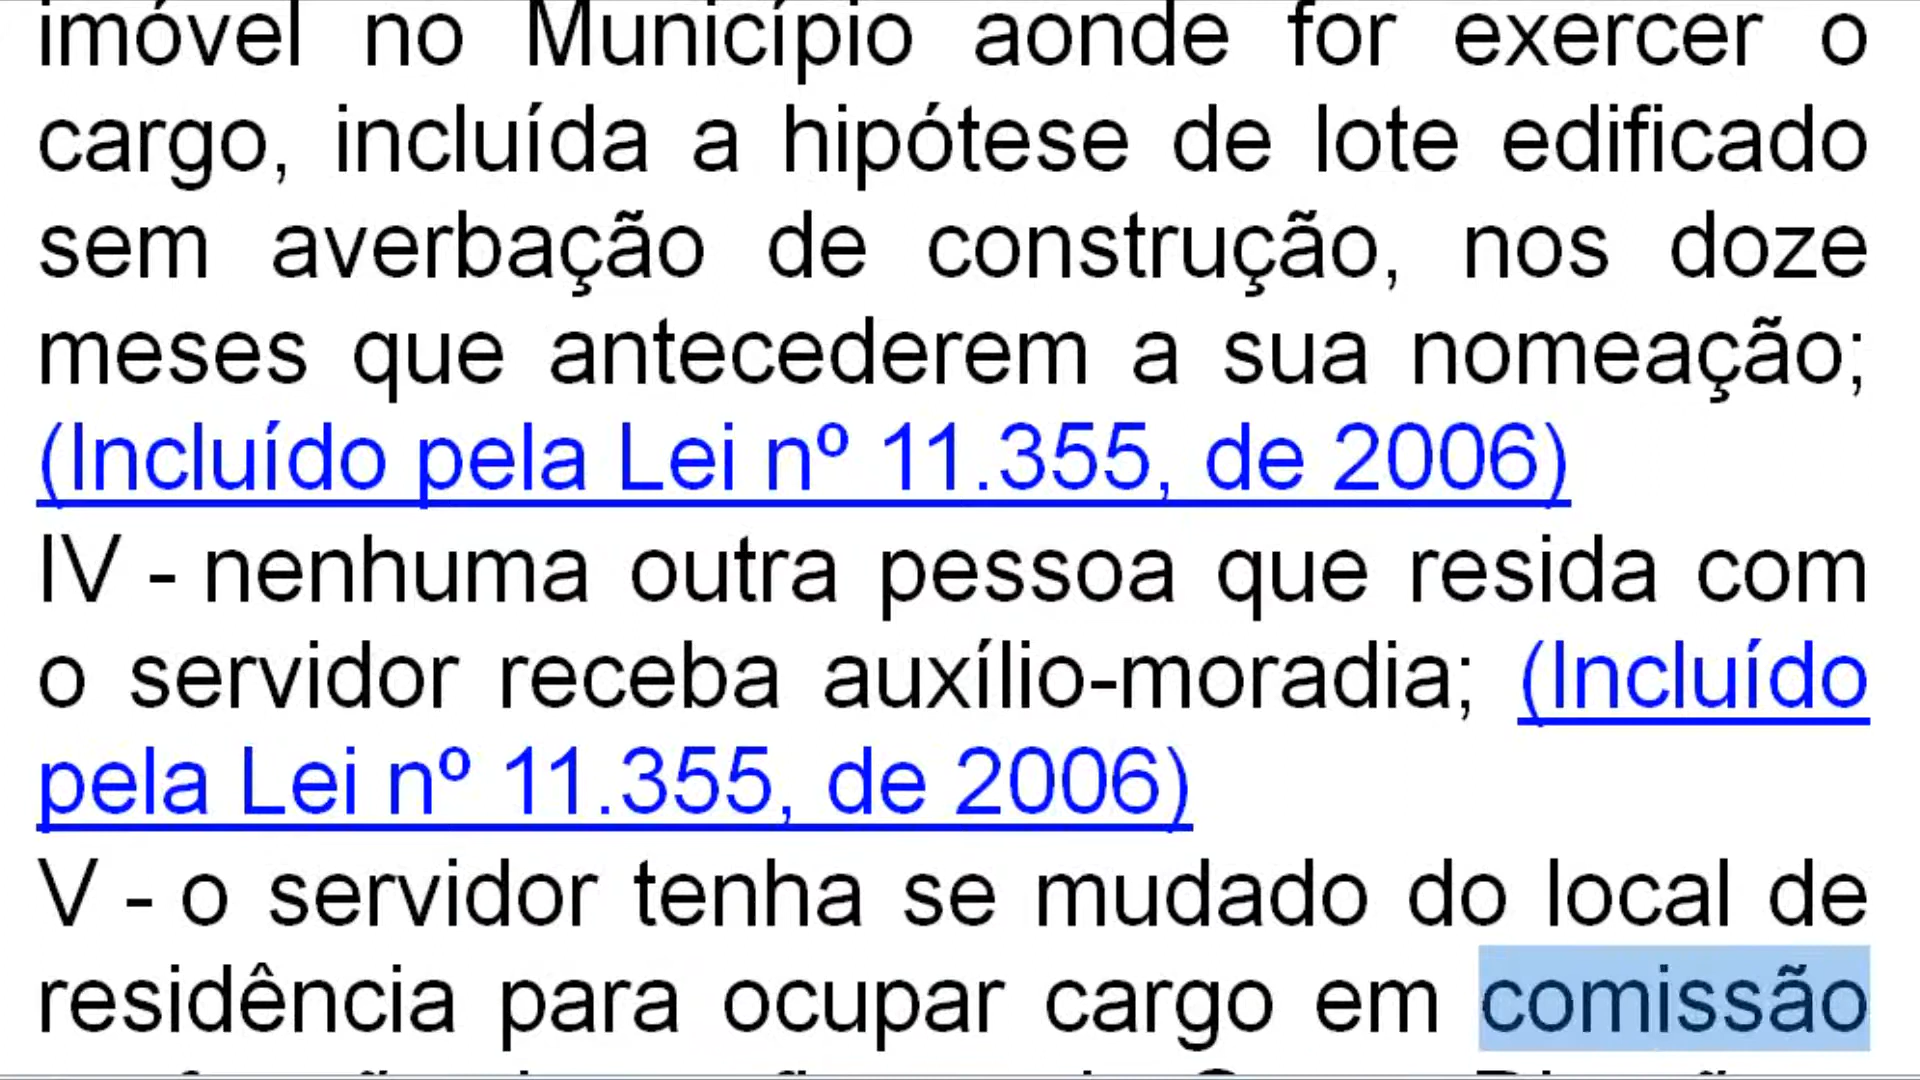 imóvel no Município aonde for exercer o
cargo, incluída a hipótese de lote edificado
sem averbação de construção, nos doze
meses que antecederem a sua nomeação;
(Incluído pela Lei nº 11.355, de 2006)
IV - nenhuma outra pessoa que resida com
o servidor receba auxílio-moradia; (Incluído
pela Lei nº 11.355, de 2006)
V - o servidor tenha se mudado do local de
residência para ocupar cargo em comissão